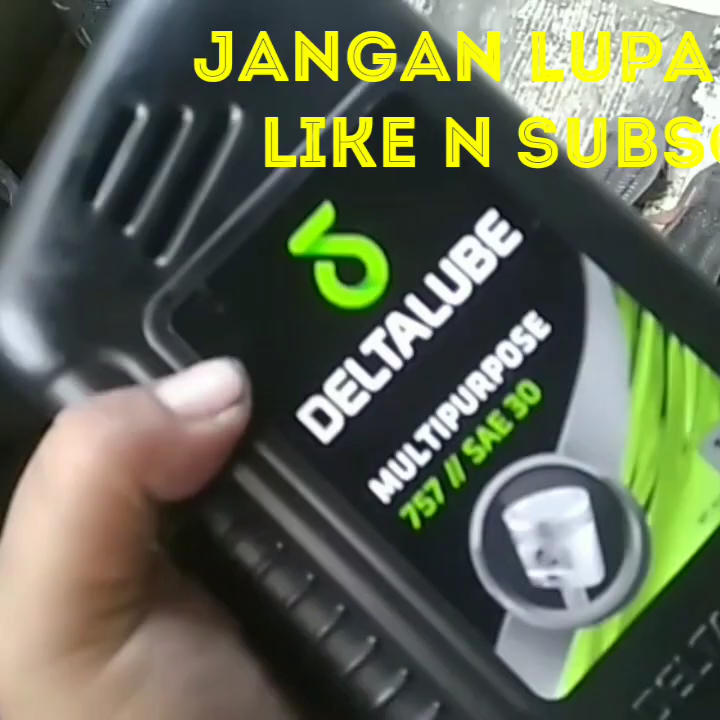 JANGAN LUPA
LIKE N SUBS
DELTALUBE
MULTIPURPOSE
757 // SAE 30